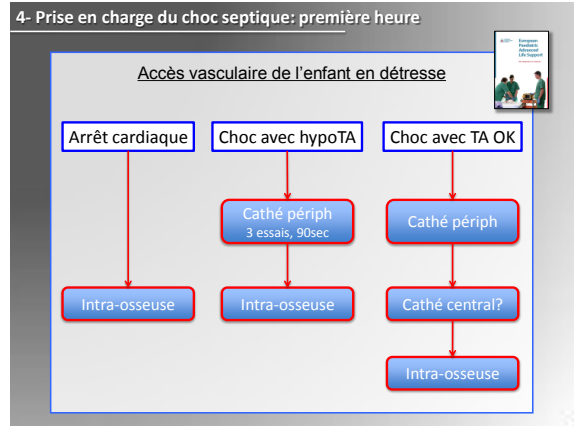 4- Prise en charge du choc septique: première heure
European
Paediatric
Advanced
Life Support
Accès vasculaire de l'enfant en détresse
Arrêt cardiaque
Choc avec hypoTA
Choc avec TA OK
Cathé périph
3 essais, 90sec
Cathé périph
Intra-osseuse
Intra-osseuse
Cathé central?
Intra-osseuse